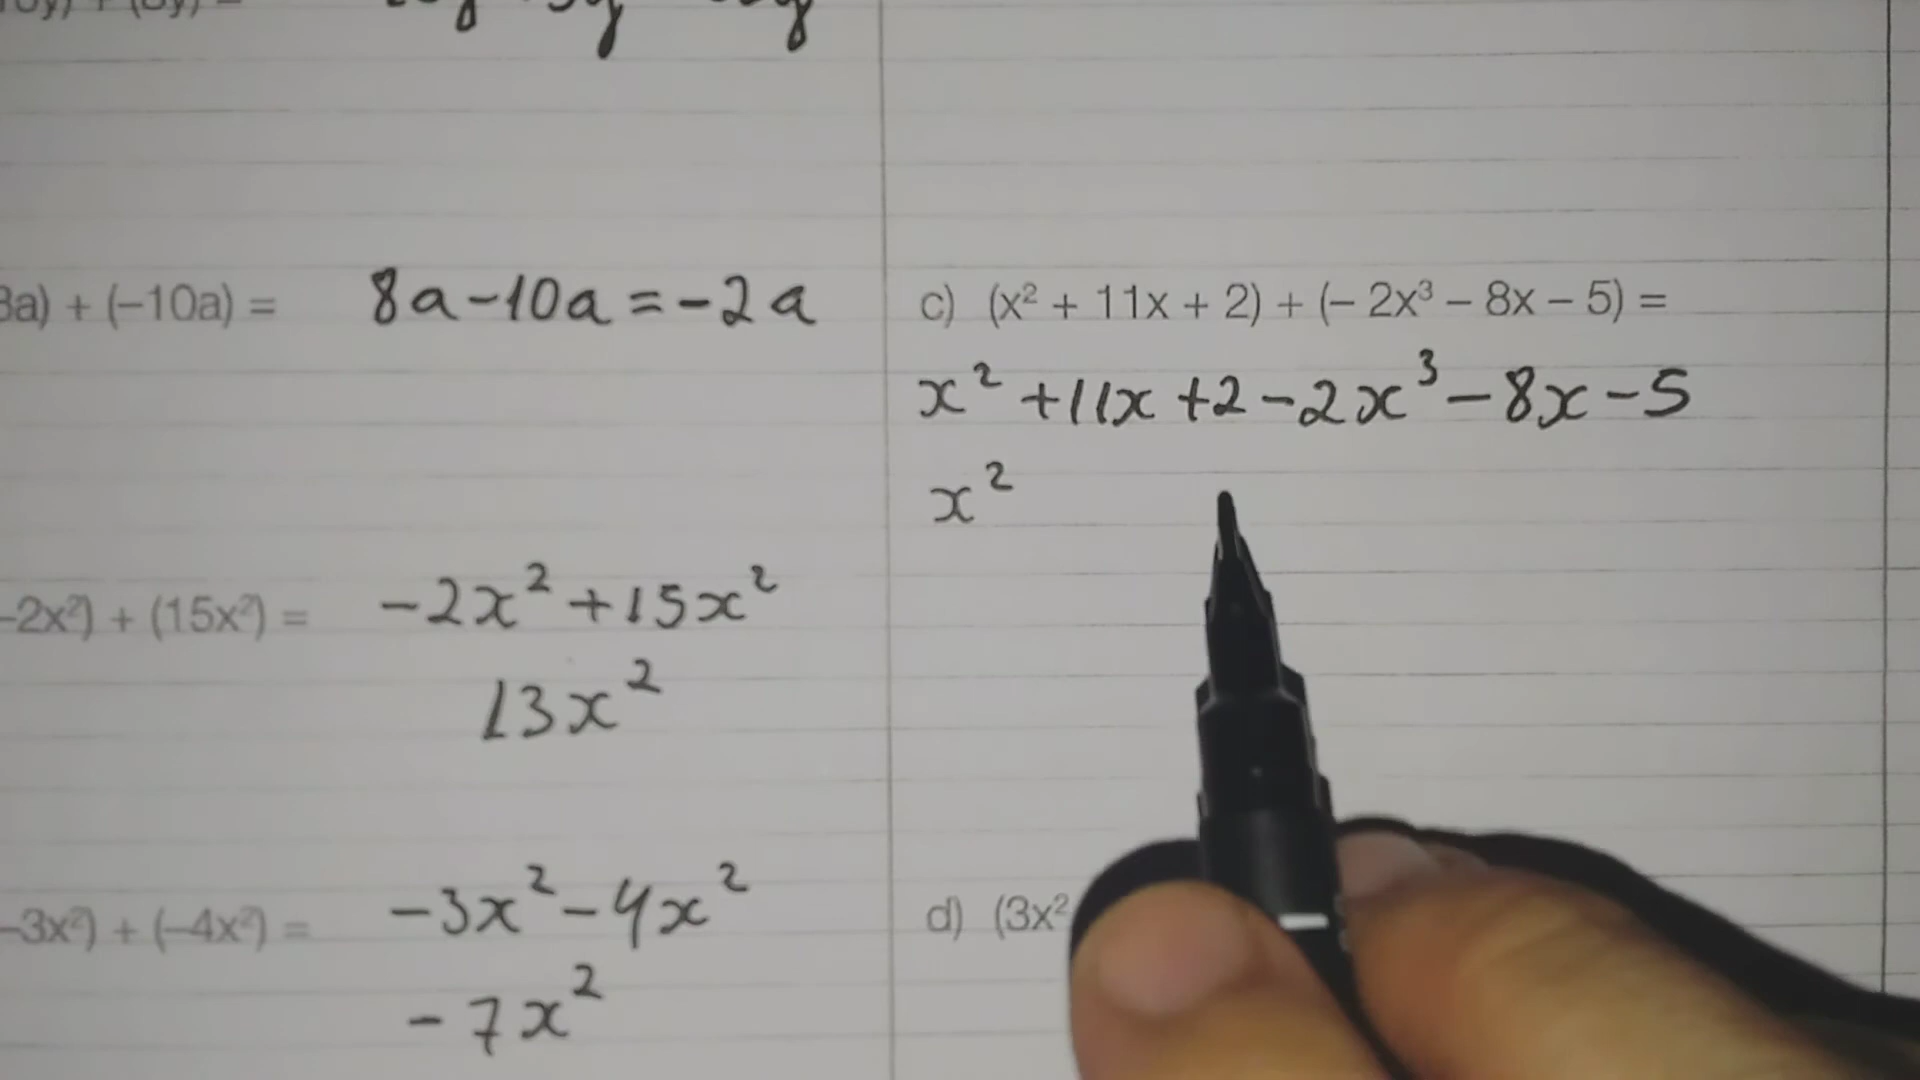 8a) + (−10a) = 8a-10a=-2a
-2x²) + (15x²) = -2x²+15x²
13x²
-3x²) + (-4x²) = -3x²-4x²
-7x²
c) (x² + 11x + 2) + (− 2x³ − 8x − 5) =
x²+11x+2-2x³-8x-5
x²
d) (3x²